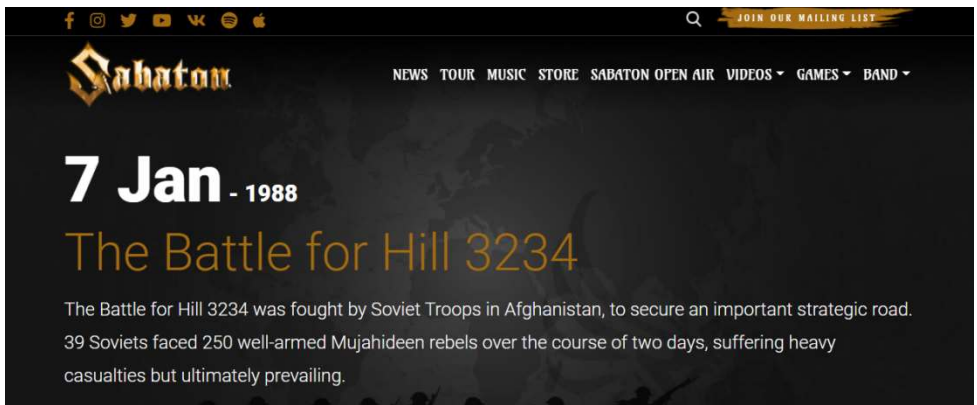 JOIN OUR MAILING LIST
Sabaton
NEWS TOUR MUSIC STORE SABATON OPEN AIR VIDEOS GAMES BAND
7 Jan - 1988
The Battle for Hill 3234
The Battle for Hill 3234 was fought by Soviet Troops in Afghanistan, to secure an important strategic road.
39 Soviets faced 250 well-armed Mujahideen rebels over the course of two days, suffering heavy
casualties but ultimately prevailing.